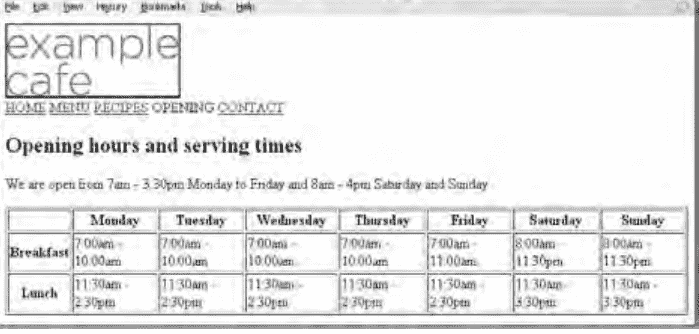 File Edit View History Bookmarks Tools Help
example
cafe
HOME MENU RECIPES OPENING CONTACT
Opening hours and serving times
We are open from 7am - 3.30pm Monday to Friday and 8am - 4pm Saturday and Sunday
Monday Tuesday Wednesday Thursday Friday Saturday Sunday
Breakfast 7:00am - 7:00am - 7:00am - 7:00am - 7:00am - 8:00am - 8:00am -
10:00am 10:00am 10:00am 10:00am 11:00am 11:30pm 11:30pm
Lunch 11:30am - 11:30am - 11:30am - 11:30am - 11:30am - 11:30am - 11:30am -
2:30pm 2:30pm 2:30pm 2:30pm 2:30pm 3:30pm 3:30pm